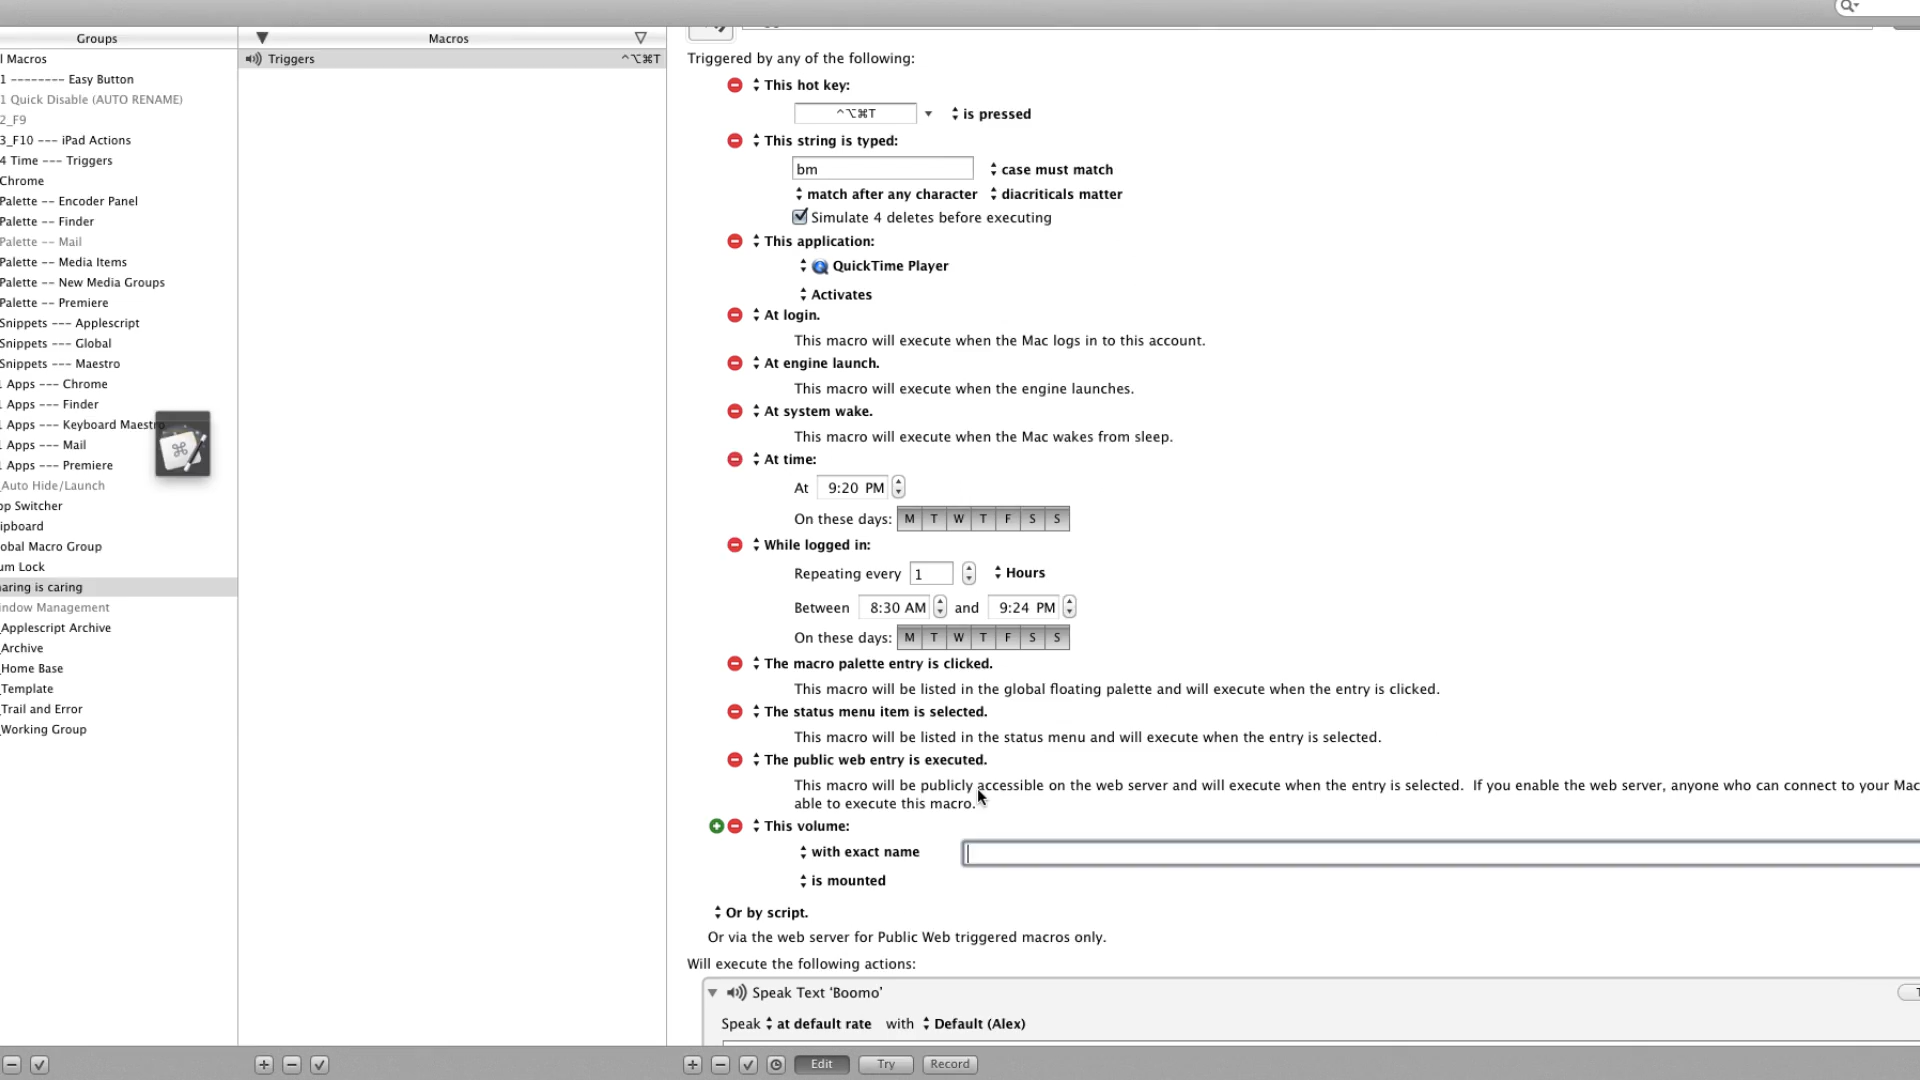 Groups
Macros
l Macros
1 -------- Easy Button
1 Quick Disable (AUTO RENAME)
2_F9
3_F10 --- iPad Actions
4 Time --- Triggers
Chrome
Palette -- Encoder Panel
Palette -- Finder
Palette -- Mail
Palette -- Media Items
Palette -- New Media Groups
Palette -- Premiere
Snippets --- Applescript
Snippets --- Global
Snippets --- Maestro
Apps --- Chrome
Apps --- Finder
Apps --- Keyboard Maestro
Apps --- Mail
Apps --- Premiere
_Auto Hide/Launch
pp Switcher
ipboard
obal Macro Group
um Lock
aring is caring
indow Management
_Applescript Archive
_Archive
_Home Base
_Template
_Trail and Error
_Working Group
Triggers ^⌥⌘T
Triggered by any of the following:
This hot key:
^⌥⌘T is pressed
This string is typed:
bm case must match
match after any character diacriticals matter
Simulate 4 deletes before executing
This application:
QuickTime Player
Activates
At login.
This macro will execute when the Mac logs in to this account.
At engine launch.
This macro will execute when the engine launches.
At system wake.
This macro will execute when the Mac wakes from sleep.
At time:
At 9:20 PM
On these days: M T W T F S S
While logged in:
Repeating every 1 Hours
Between 8:30 AM and 9:24 PM
On these days: M T W T F S S
The macro palette entry is clicked.
This macro will be listed in the global floating palette and will execute when the entry is clicked.
The status menu item is selected.
This macro will be listed in the status menu and will execute when the entry is selected.
The public web entry is executed.
This macro will be publicly accessible on the web server and will execute when the entry is selected. If you enable the web server, anyone who can connect to your Mac
able to execute this macro.
This volume:
with exact name
is mounted
Or by script.
Or via the web server for Public Web triggered macros only.
Will execute the following actions:
Speak Text 'Boomo'
Speak at default rate with Default (Alex)
Edit Try Record